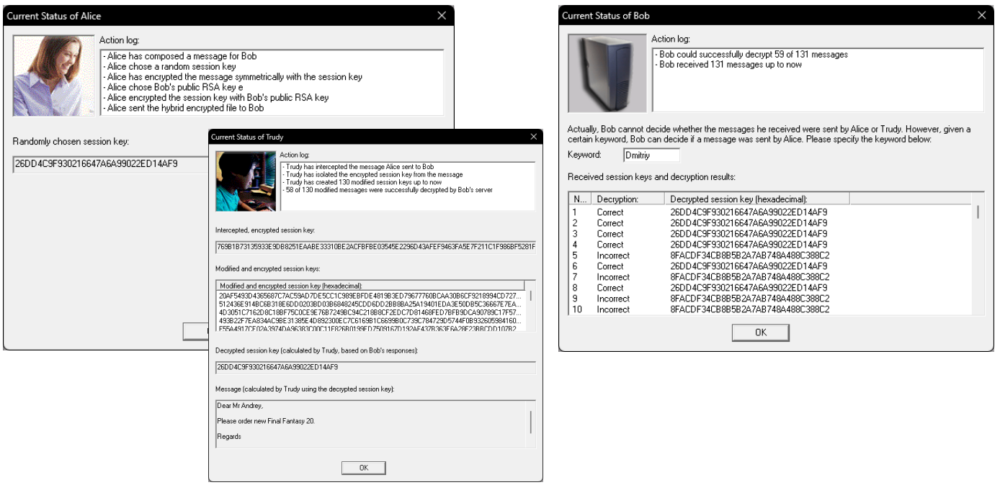 Current Status of Alice
Action log:
- Alice has composed a message for Bob
- Alice chose a random session key
- Alice has encrypted the message symmetrically with the session key
- Alice chose Bob's public RSA key e
- Alice encrypted the session key with Bob's public RSA key
- Alice sent the hybrid encrypted file to Bob
Randomly chosen session key:
26DD4C9F930216647A6A99022ED14AF9
Current Status of Trudy
Action log:
- Trudy has intercepted the message Alice sent to Bob
- Trudy has isolated the encrypted session key from the message
- Trudy has created 130 modified session keys up to now
- 58 of 130 modified messages were successfully decrypted by Bob's server
Intercepted, encrypted session key:
769B1B73135933E9DB8251EAABE33310BE2ACFBFBE03545E2296D43AFEF9463FA5E7F211C1F986BF5281F
Modified and encrypted session keys:
Modified and encrypted session key (hexadecimal):
20AF5493D4365687C7AC59AD7DE5CC1C989EBFDE4819B3ED79677760BCAA30B6CF9218994CD727...
512436E914BC6B318E6DD0203BD03B6848245CDD6DD2BB8BA25A19401EDA3E50DB5C36667E7EA...
4D3051C7162D8C18BF75C0CE9E76B7249BC94C218B8CF2EDC7D81468FED7BFB9DCA90789C17F57...
493B22F7EA834AC9BE31385E4D892300EC7C6169B1C6699B0C739C784729D5744F0B932605984160...
Decrypted session key (calculated by Trudy, based on Bob's responses):
26DD4C9F930216647A6A99022ED14AF9
Message (calculated by Trudy using the decrypted session key):
Dear Mr Andrey,
Please order new Final Fantasy 20.
Regards
OK
Current Status of Bob
Action log:
- Bob could successfully decrypt 59 of 131 messages
- Bob received 131 messages up to now
Actually, Bob cannot decide whether the messages he received were sent by Alice or Trudy. However, given a
certain keyword, Bob can decide if a message was sent by Alice. Please specify the keyword below:
Keyword: Dmitriy
Received session keys and decryption results:
N... Decryption: Decrypted session key (hexadecimal):
1 Correct 26DD4C9F930216647A6A99022ED14AF9
2 Correct 26DD4C9F930216647A6A99022ED14AF9
3 Correct 26DD4C9F930216647A6A99022ED14AF9
4 Correct 26DD4C9F930216647A6A99022ED14AF9
5 Incorrect 8FACDF34CB8B5B2A7AB748A488C388C2
6 Correct 26DD4C9F930216647A6A99022ED14AF9
7 Incorrect 8FACDF34CB8B5B2A7AB748A488C388C2
8 Correct 26DD4C9F930216647A6A99022ED14AF9
9 Incorrect 8FACDF34CB8B5B2A7AB748A488C388C2
10 Incorrect 8FACDF34CB8B5B2A7AB748A488C388C2
OK